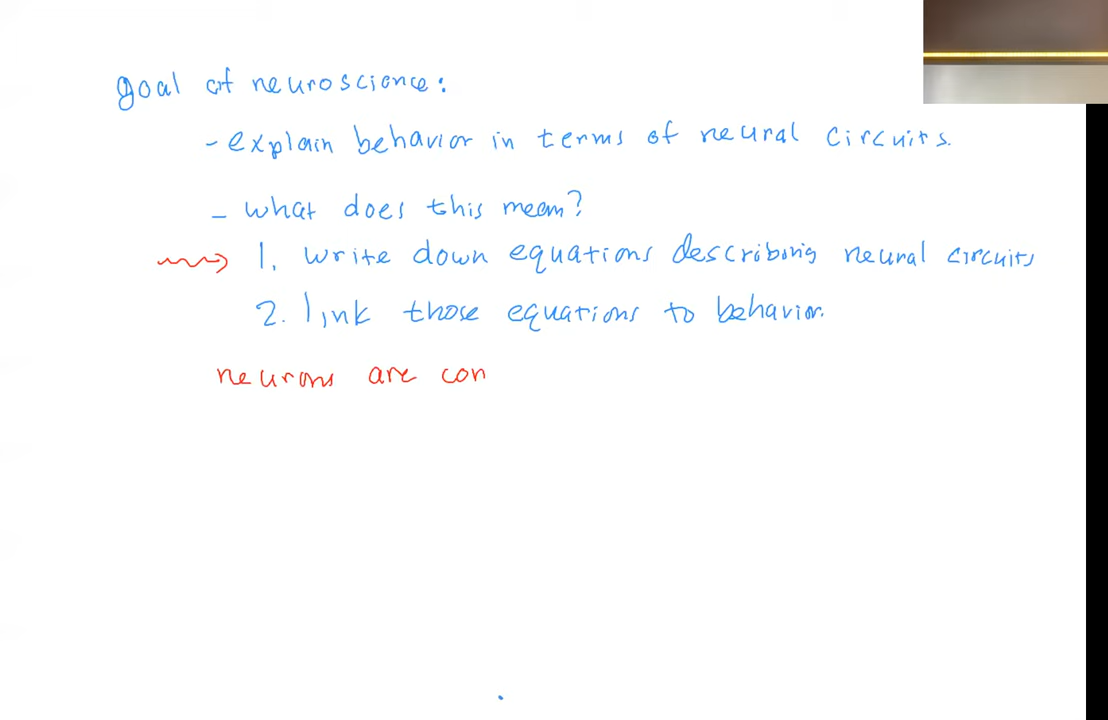 goal of neuroscience:
- explain behavior in terms of neural circuits.
- what does this mean?
1. write down equations describing neural circuits
2. link those equations to behavior.
neurons are con